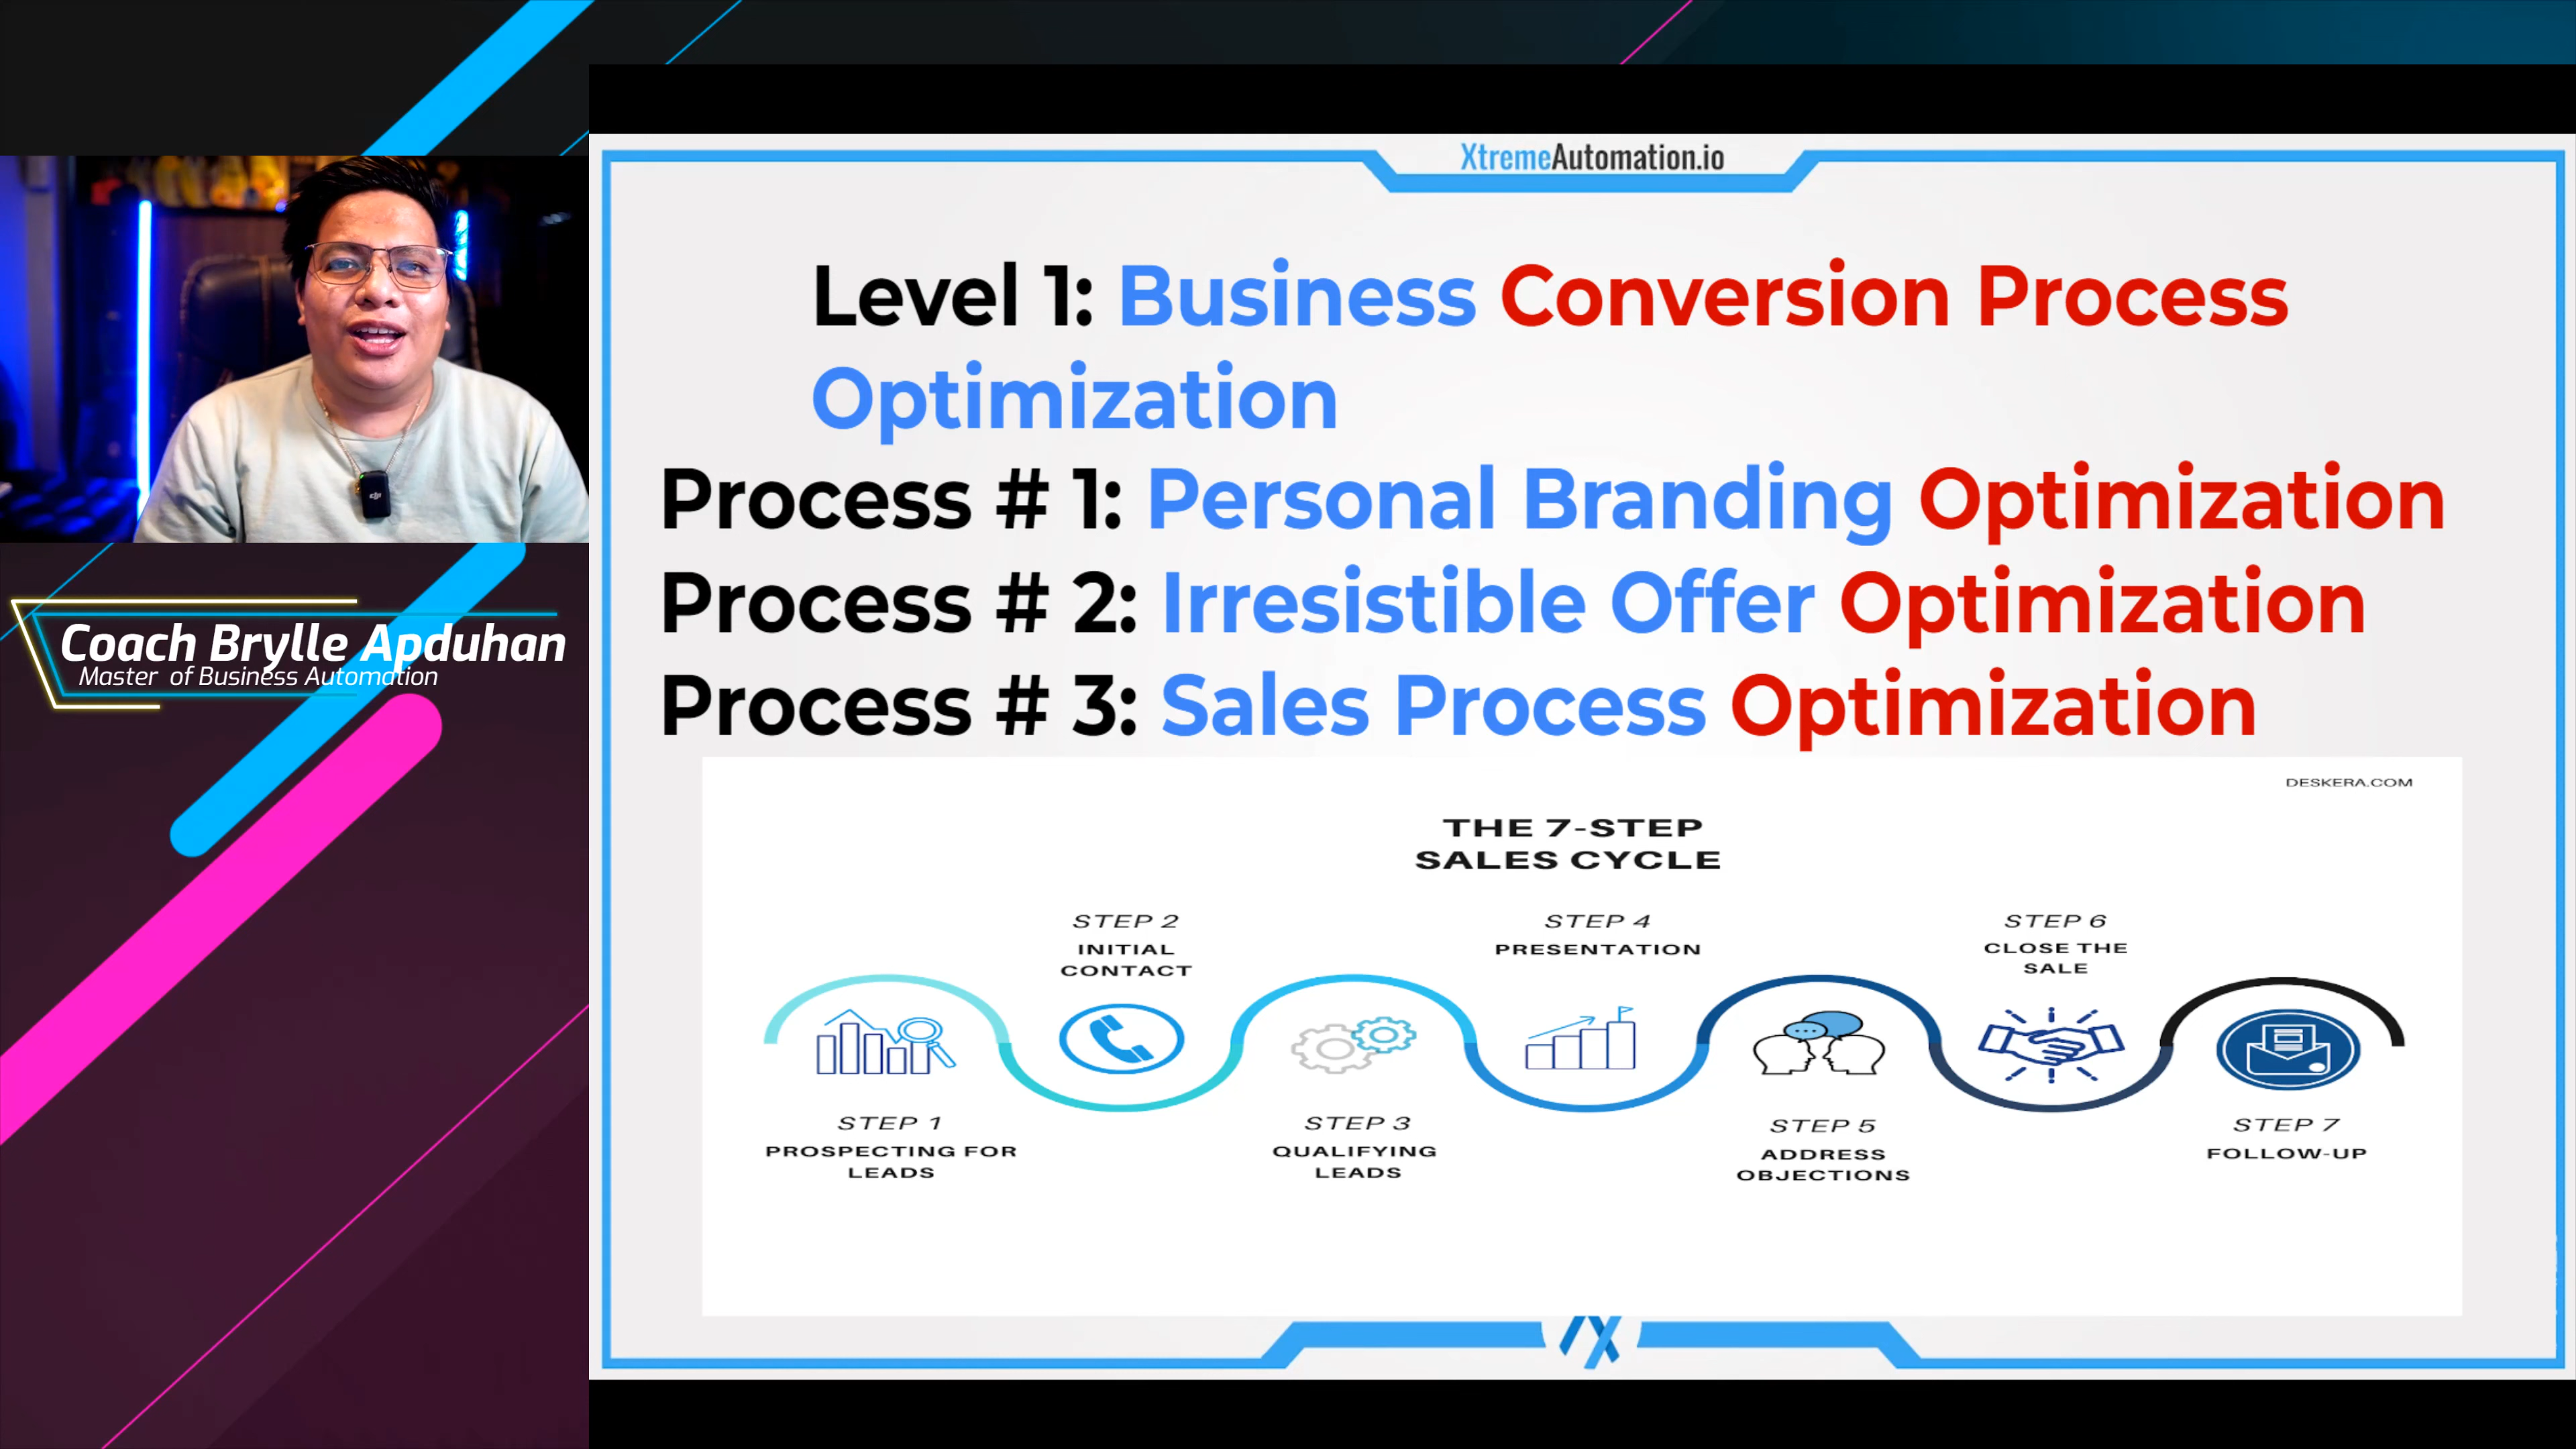 XtremeAutomation.io
Level 1: Business Conversion Process
Optimization
Process # 1: Personal Branding Optimization
Process # 2: Irresistible Offer Optimization
Process # 3: Sales Process Optimization
Coach Brylle Apduhan
Master of Business Automation
DESKERA.COM
THE 7-STEP
SALES CYCLE
STEP 1
PROSPECTING FOR
LEADS
STEP 2
INITIAL
CONTACT
STEP 3
QUALIFYING
LEADS
STEP 4
PRESENTATION
STEP 5
ADDRESS
OBJECTIONS
STEP 6
CLOSE THE
SALE
STEP 7
FOLLOW-UP